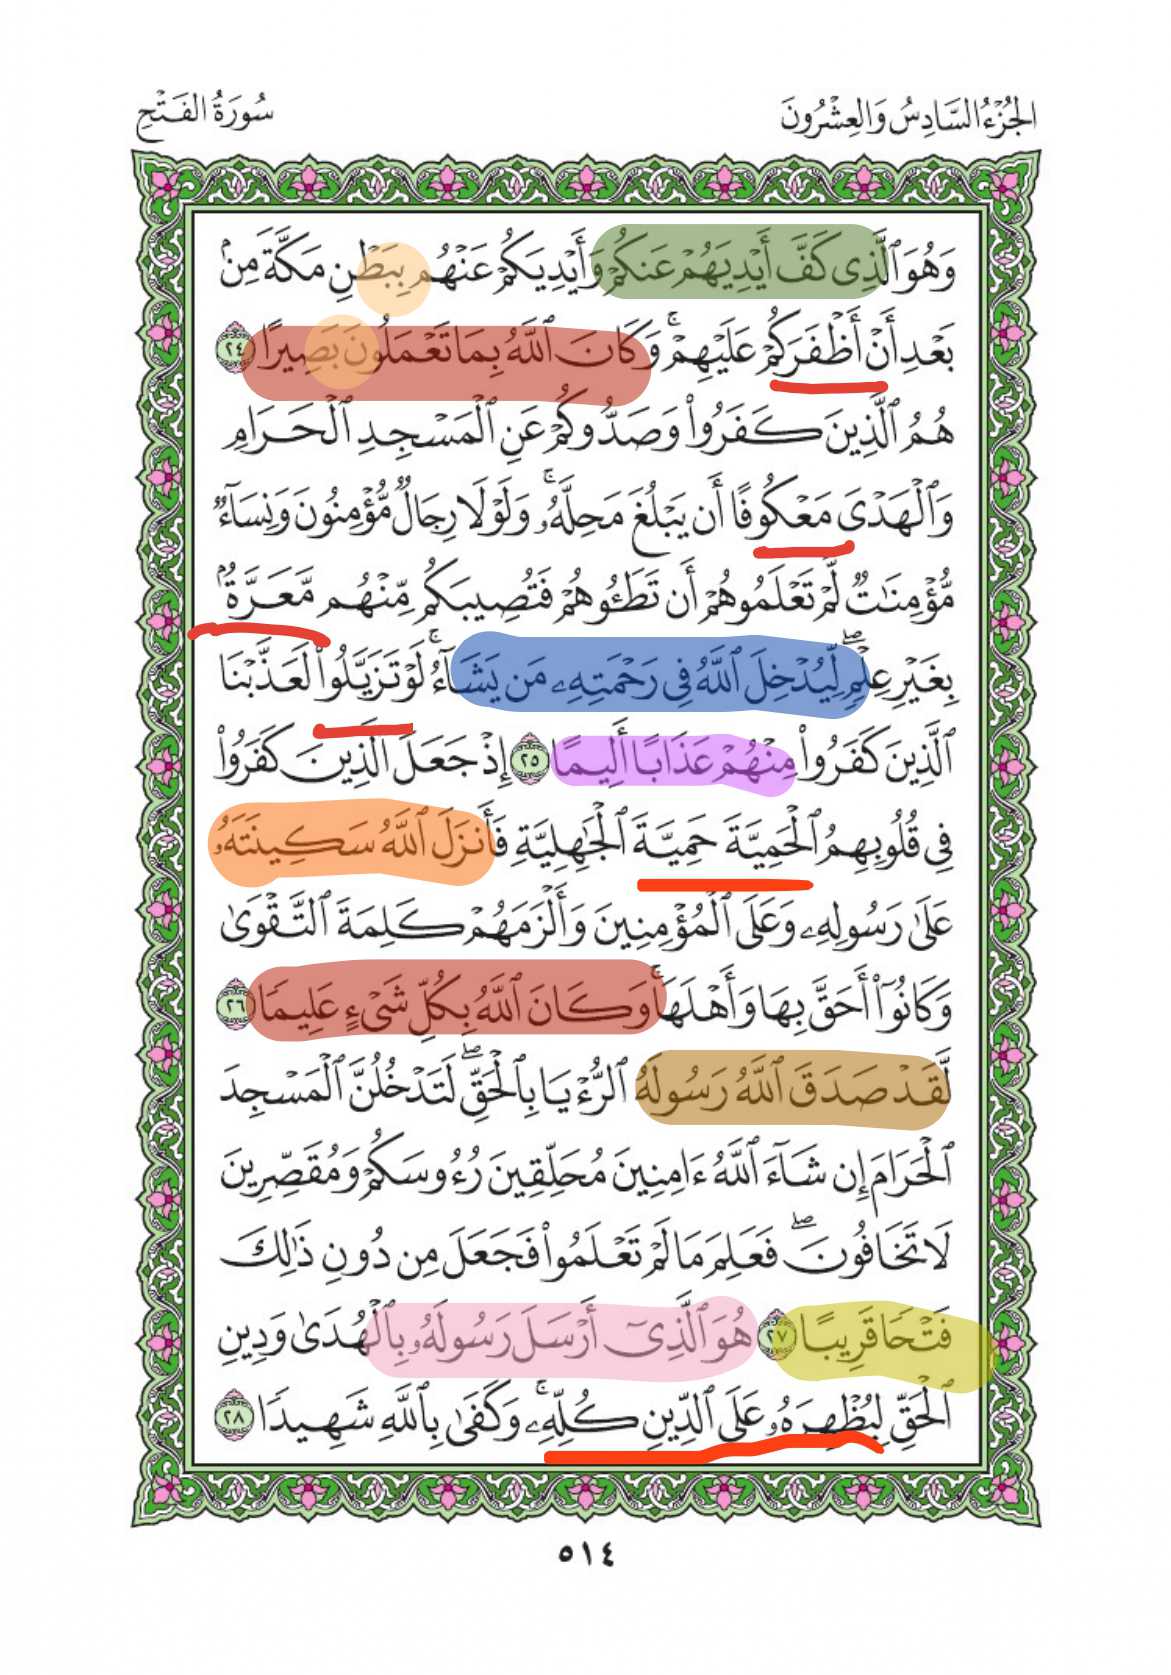 الجُزْءُ السَّادِسُ وَالعِشْرُونَ
سُورَةُ الفَتْحِ
وَهُوَ ٱلَّذِى كَفَّ أَيْدِيَهُمْ عَنكُمْ وَأَيْدِيَكُمْ عَنْهُم بِبَطْنِ مَكَّةَ مِنۢ
بَعْدِ أَنْ أَظْفَرَكُمْ عَلَيْهِمْ ۚ وَكَانَ ٱللَّهُ بِمَا تَعْمَلُونَ بَصِيرًا ٢٤
هُمُ ٱلَّذِينَ كَفَرُوا۟ وَصَدُّوكُمْ عَنِ ٱلْمَسْجِدِ ٱلْحَرَامِ
وَٱلْهَدْىَ مَعْكُوفًا أَن يَبْلُغَ مَحِلَّهُۥ ۚ وَلَوْلَا رِجَالٌ مُّؤْمِنُونَ وَنِسَآءٌ
مُّؤْمِنَـٰتٌ لَّمْ تَعْلَمُوهُمْ أَن تَطَـُٔوهُمْ فَتُصِيبَكُم مِّنْهُم مَّعَرَّةٌۢ
بِغَيْرِ عِلْمٍ ۖ لِّيُدْخِلَ ٱللَّهُ فِى رَحْمَتِهِۦ مَن يَشَآءُ ۚ لَوْ تَزَيَّلُوا۟ لَعَذَّبْنَا
ٱلَّذِينَ كَفَرُوا۟ مِنْهُمْ عَذَابًا أَلِيمًا ٢٥ إِذْ جَعَلَ ٱلَّذِينَ كَفَرُوا۟
فِى قُلُوبِهِمُ ٱلْحَمِيَّةَ حَمِيَّةَ ٱلْجَـٰهِلِيَّةِ فَأَنزَلَ ٱللَّهُ سَكِينَتَهُۥ
عَلَىٰ رَسُولِهِۦ وَعَلَى ٱلْمُؤْمِنِينَ وَأَلْزَمَهُمْ كَلِمَةَ ٱلتَّقْوَىٰ
وَكَانُوٓا۟ أَحَقَّ بِهَا وَأَهْلَهَا ۚ وَكَانَ ٱللَّهُ بِكُلِّ شَىْءٍ عَلِيمًا ٢٦
لَّقَدْ صَدَقَ ٱللَّهُ رَسُولَهُ ٱلرُّءْيَا بِٱلْحَقِّ ۖ لَتَدْخُلُنَّ ٱلْمَسْجِدَ
ٱلْحَرَامَ إِن شَآءَ ٱللَّهُ ءَامِنِينَ مُحَلِّقِينَ رُءُوسَكُمْ وَمُقَصِّرِينَ
لَا تَخَافُونَ ۖ فَعَلِمَ مَا لَمْ تَعْلَمُوا۟ فَجَعَلَ مِن دُونِ ذَٰلِكَ
فَتْحًا قَرِيبًا ٢٧ هُوَ ٱلَّذِىٓ أَرْسَلَ رَسُولَهُۥ بِٱلْهُدَىٰ وَدِينِ
ٱلْحَقِّ لِيُظْهِرَهُۥ عَلَى ٱلدِّينِ كُلِّهِۦ ۚ وَكَفَىٰ بِٱللَّهِ شَهِيدًا ٢٨
٥١٤